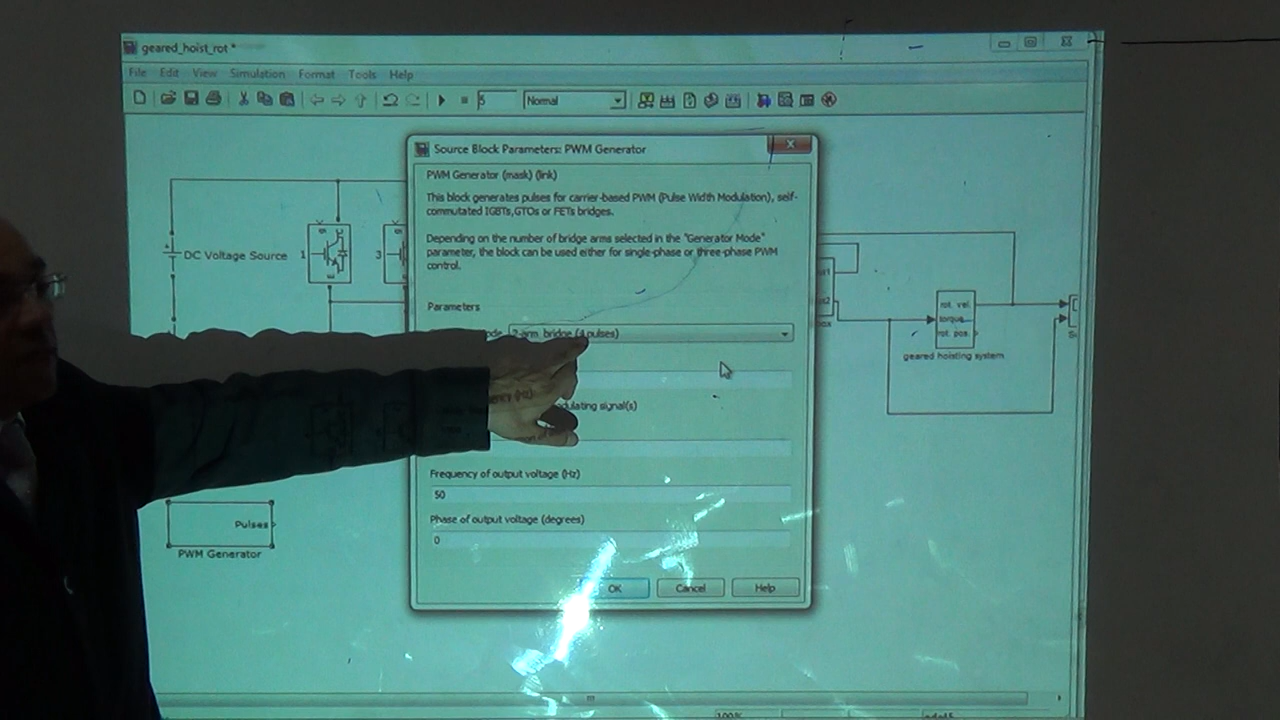 geared_hoist_rot *
File Edit View Simulation Format Tools Help
5 Normal
Source Block Parameters: PWM Generator
PWM Generator (mask) (link)
This block generates pulses for carrier-based PWM (Pulse Width Modulation), self-
commutated IGBTs,GTOs or FETs bridges.
Depending on the number of bridge arms selected in the "Generator Mode"
parameter, the block can be used either for single-phase or three-phase PWM
control.
Parameters
2-arm bridge (4 pulses)
signal(s)
Frequency of output voltage (Hz)
50
Phase of output voltage (degrees)
0
OK Cancel Help
DC Voltage Source
1
3
Pulses
PWM Generator
rot. vel.
torque
rot. pos.
geared hoisting system
100%